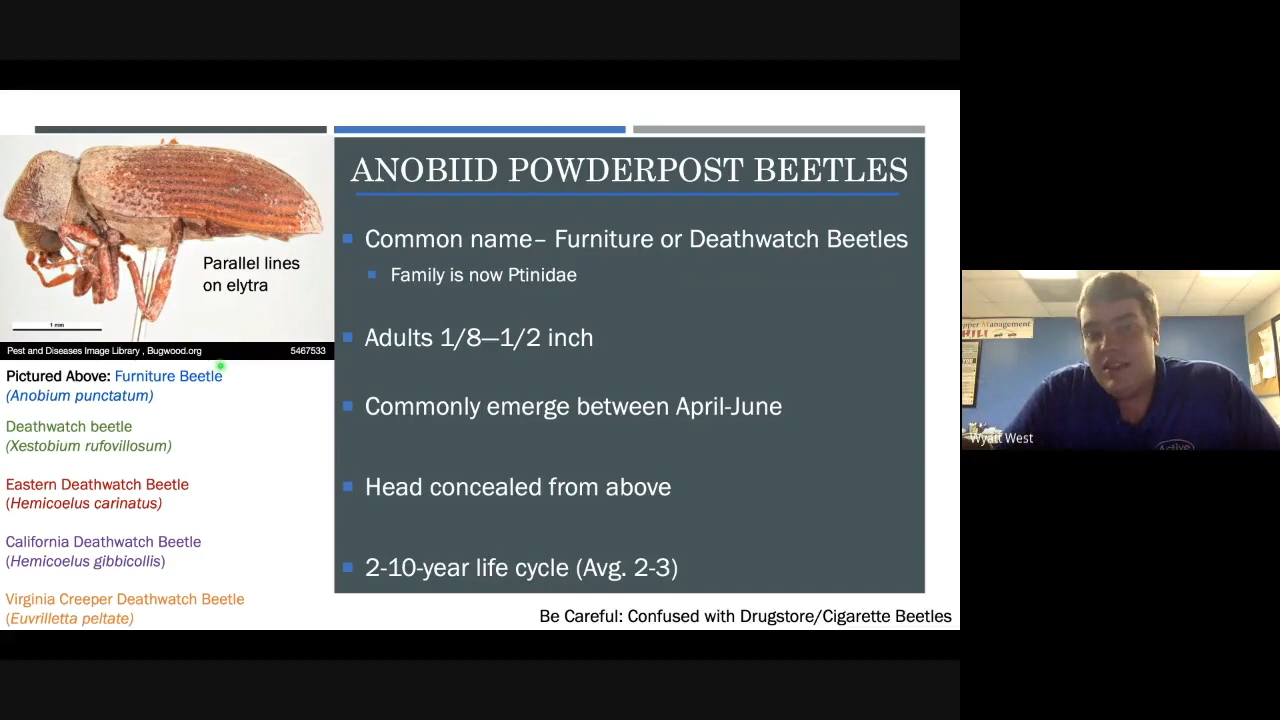 ANOBIID POWDERPOST BEETLES
Common name– Furniture or Deathwatch Beetles
Family is now Ptinidae
Adults 1/8—1/2 inch
Commonly emerge between April-June
Head concealed from above
2-10-year life cycle (Avg. 2-3)
Parallel lines
on elytra
1 mm
Pest and Diseases Image Library , Bugwood.org 5467533
Pictured Above: Furniture Beetle
(Anobium punctatum)
Deathwatch beetle
(Xestobium rufovillosum)
Eastern Deathwatch Beetle
(Hemicoelus carinatus)
California Deathwatch Beetle
(Hemicoelus gibbicollis)
Virginia Creeper Deathwatch Beetle
(Euvrilletta peltate)
Be Careful: Confused with Drugstore/Cigarette Beetles
Management
Wyatt West
Active